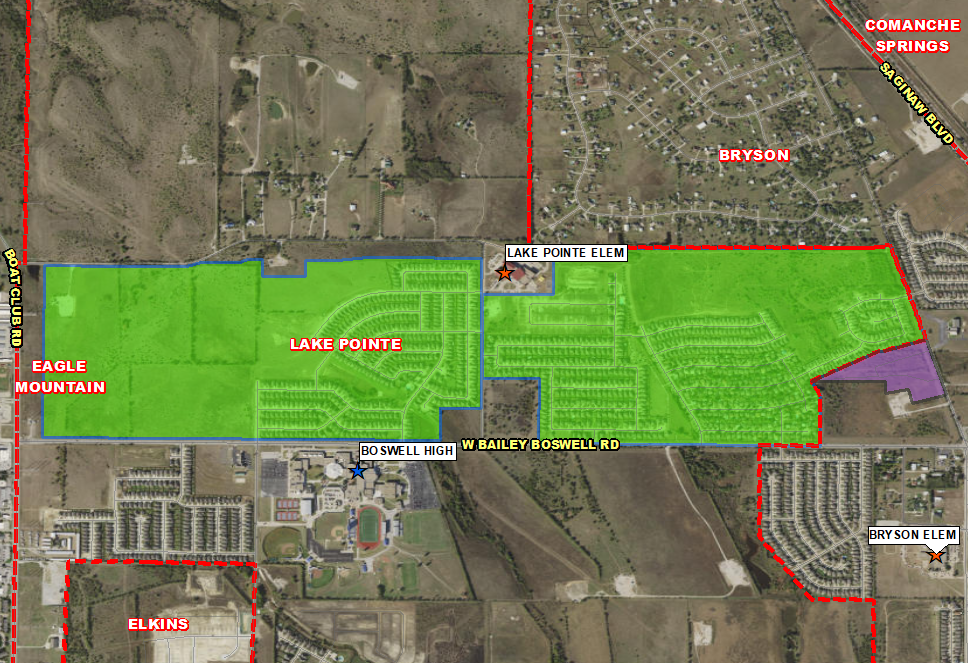 COMANCHE
SPRINGS
SAGINAW BLVD
BRYSON
LAKE POINTE ELEM
BOAT CLUB RD
LAKE POINTE
EAGLE
MOUNTAIN
W BAILEY BOSWELL RD
BOSWELL HIGH
BRYSON ELEM
ELKINS